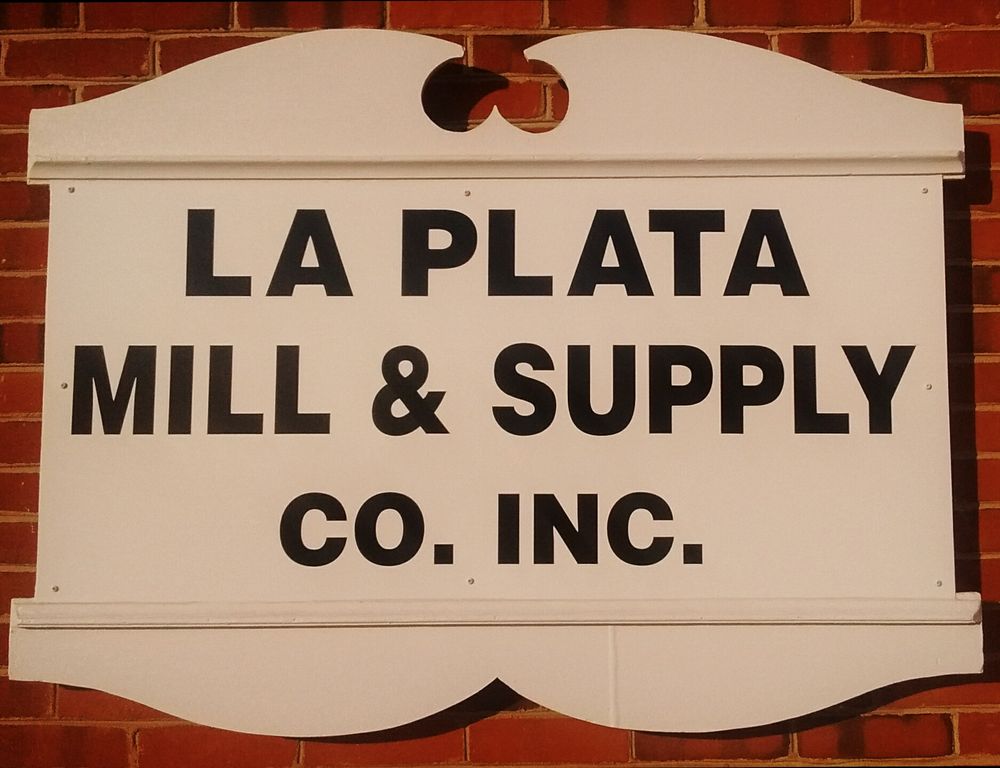 LA PLATA
MILL & SUPPLY
CO. INC.